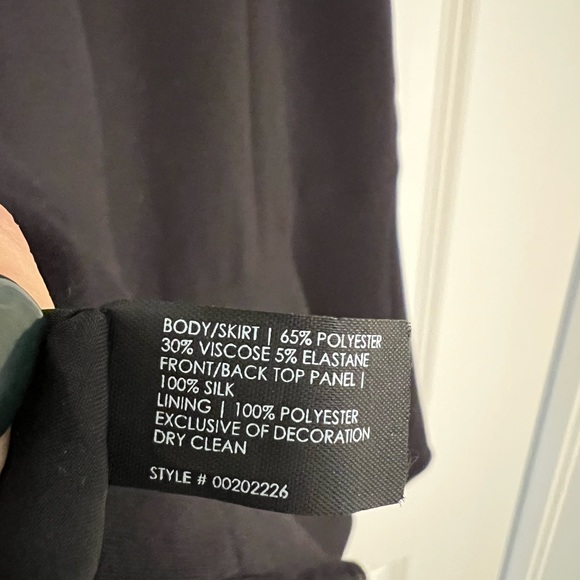 BODY/SKIRT | 65% POLYESTER
30% VISCOSE 5% ELASTANE
FRONT/BACK TOP PANEL |
100% SILK
LINING | 100% POLYESTER
EXCLUSIVE OF DECORATION
DRY CLEAN
STYLE # 00202226